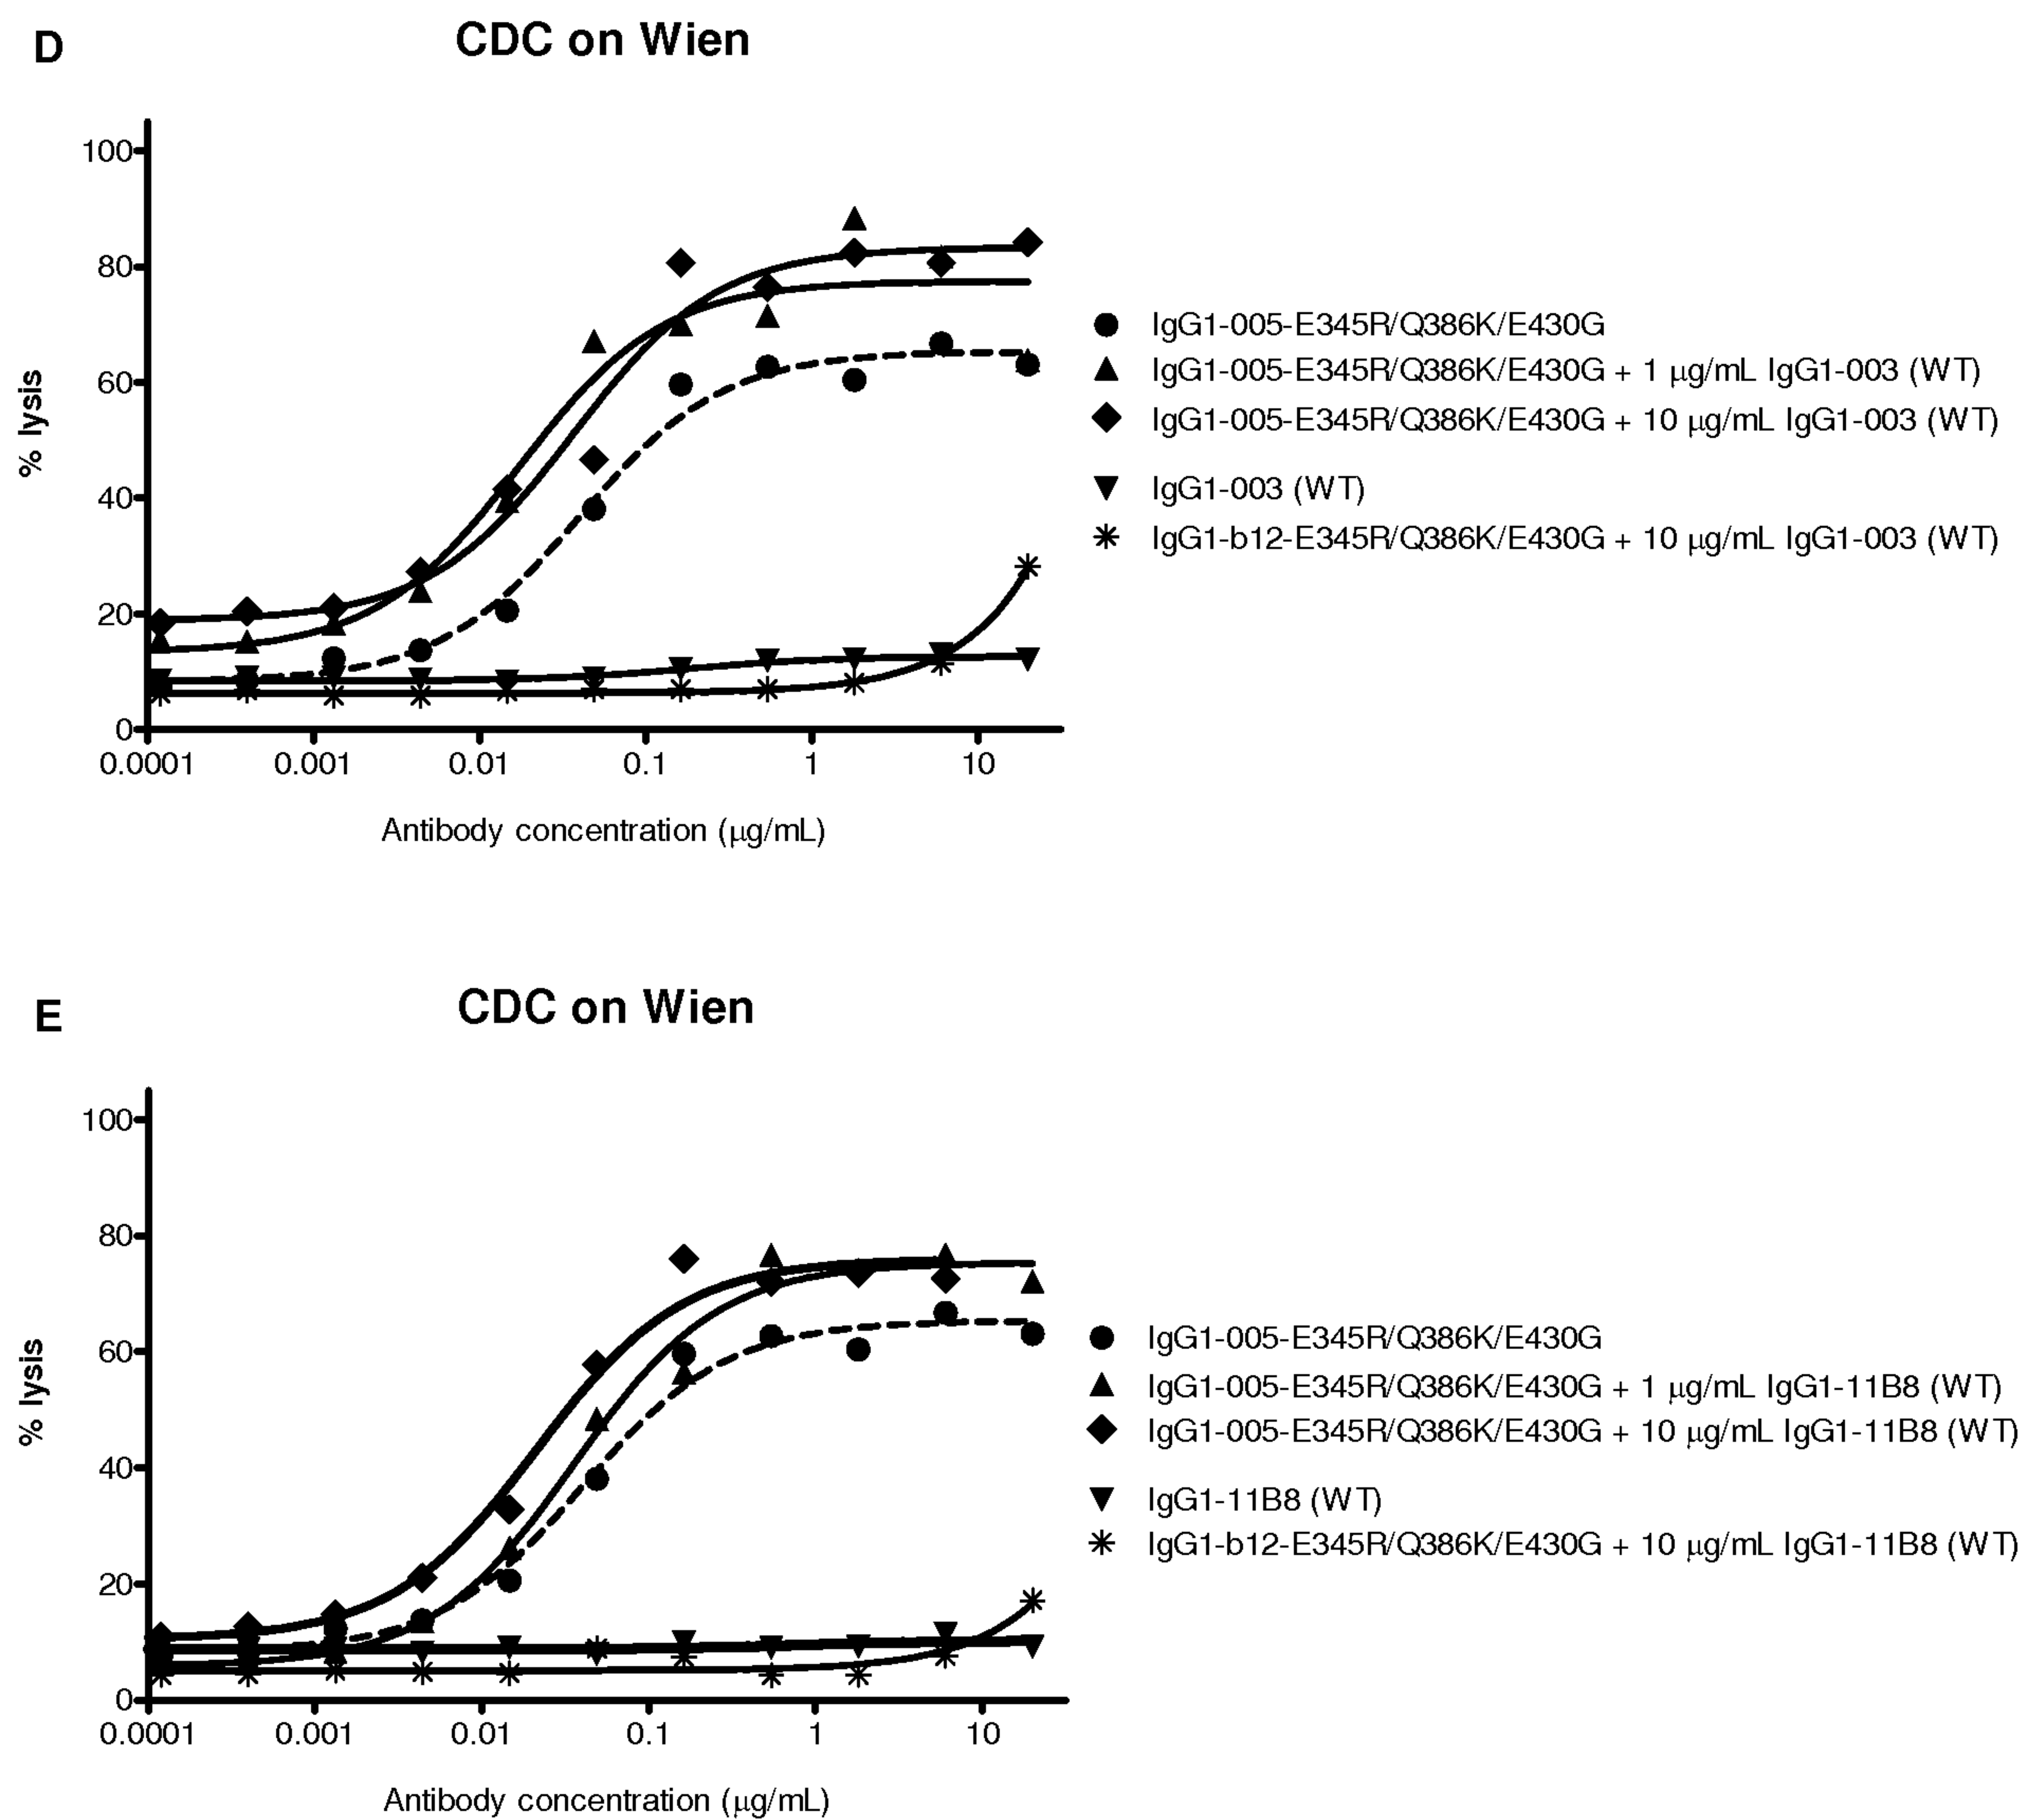 D
CDC on Wien
100
80
60
40
20
0
% lysis
0.0001 0.001 0.01 0.1 1 10
Antibody concentration (μg/mL)
IgG1-005-E345R/Q386K/E430G
IgG1-005-E345R/Q386K/E430G + 1 μg/mL IgG1-003 (WT)
IgG1-005-E345R/Q386K/E430G + 10 μg/mL IgG1-003 (WT)
IgG1-003 (WT)
IgG1-b12-E345R/Q386K/E430G + 10 μg/mL IgG1-003 (WT)
E
CDC on Wien
100
80
60
40
20
0
% lysis
0.0001 0.001 0.01 0.1 1 10
Antibody concentration (μg/mL)
IgG1-005-E345R/Q386K/E430G
IgG1-005-E345R/Q386K/E430G + 1 μg/mL IgG1-11B8 (WT)
IgG1-005-E345R/Q386K/E430G + 10 μg/mL IgG1-11B8 (WT)
IgG1-11B8 (WT)
IgG1-b12-E345R/Q386K/E430G + 10 μg/mL IgG1-11B8 (WT)